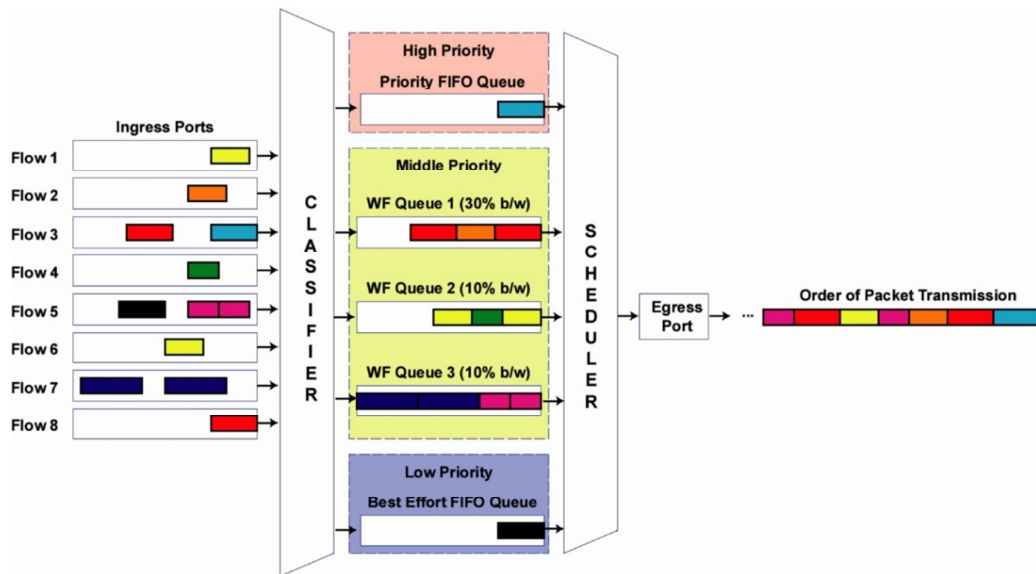 High Priority
Priority FIFO Queue
Ingress Ports
Flow 1
Flow 2
Flow 3
Flow 4
Flow 5
Flow 6
Flow 7
Flow 8
CLASSIFIER
Middle Priority
WF Queue 1 (30% b/w)
WF Queue 2 (10% b/w)
WF Queue 3 (10% b/w)
Low Priority
Best Effort FIFO Queue
SCHEDULER
Egress
Port
Order of Packet Transmission
...